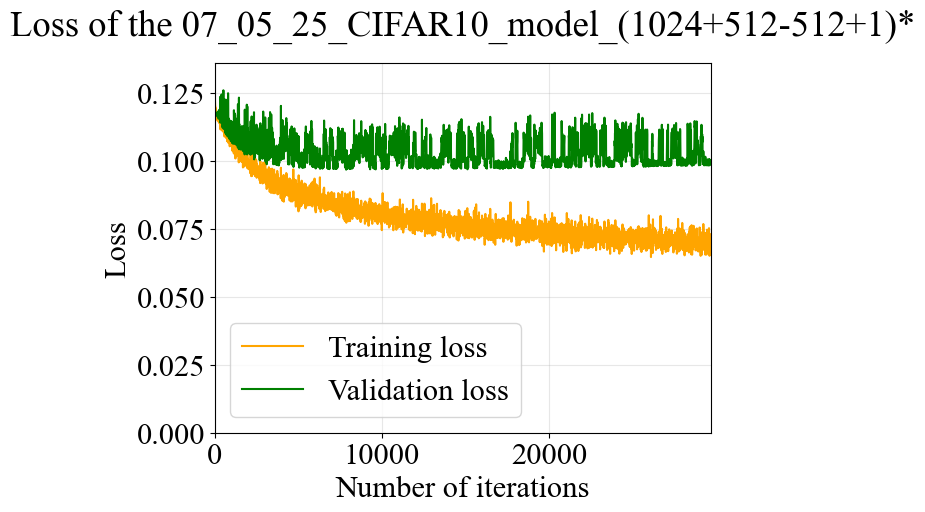 Loss of the 07_05_25_CIFAR10_model_(1024+512-512+1)*
0.125
0.100
0.075
0.050
0.025
0.000
Loss
Training loss
Validation loss
0 10000 20000
Number of iterations